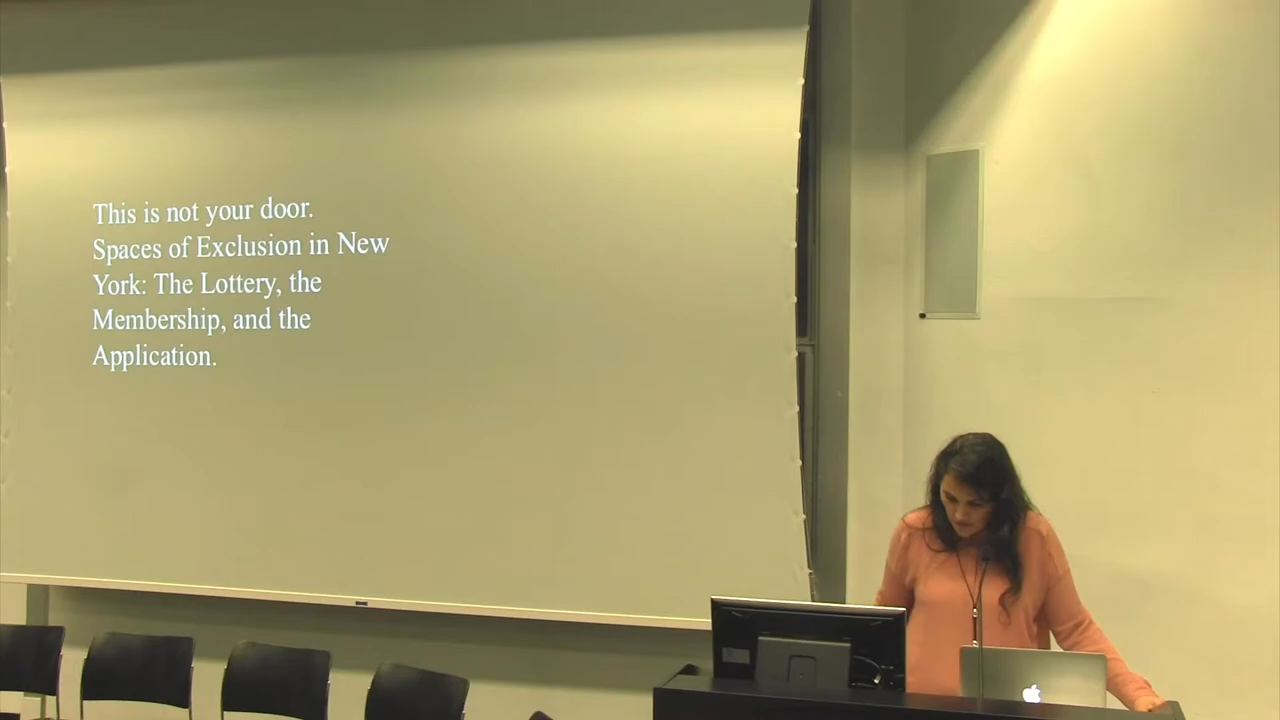 This is not your door.
Spaces of Exclusion in New
York: The Lottery, the
Membership, and the
Application.